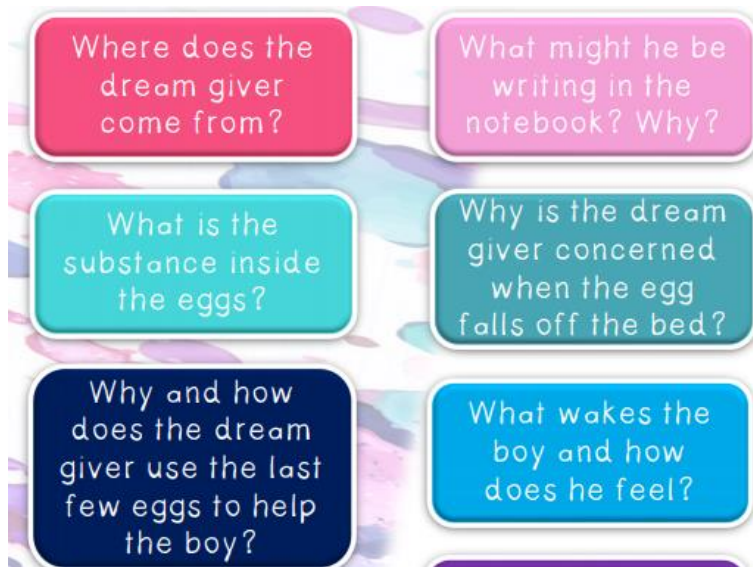 Where does the
dream giver
come from?
What might he be
writing in the
notebook? Why?
What is the
substance inside
the eggs?
Why is the dream
giver concerned
when the egg
falls off the bed?
Why and how
does the dream
giver use the last
few eggs to help
the boy?
What wakes the
boy and how
does he feel?